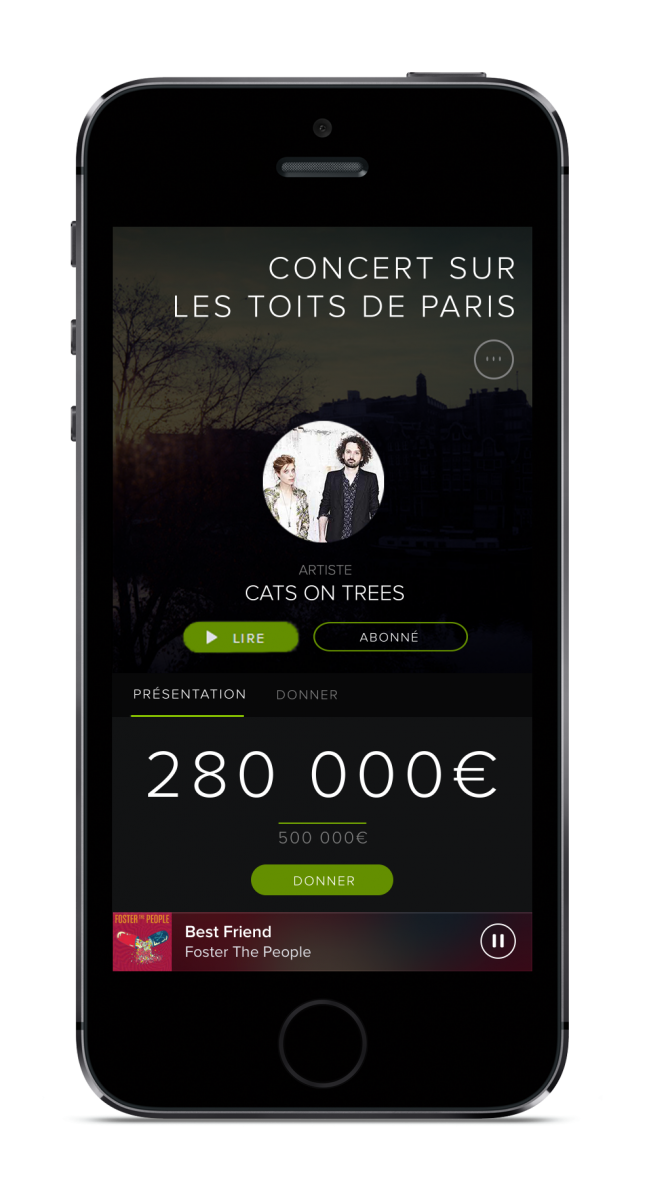 CONCERT SUR
LES TOITS DE PARIS
ARTISTE
CATS ON TREES
LIRE
ABONNÉ
PRÉSENTATION
DONNER
280 000€
500 000€
DONNER
FOSTER THE PEOPLE
Best Friend
Foster The People